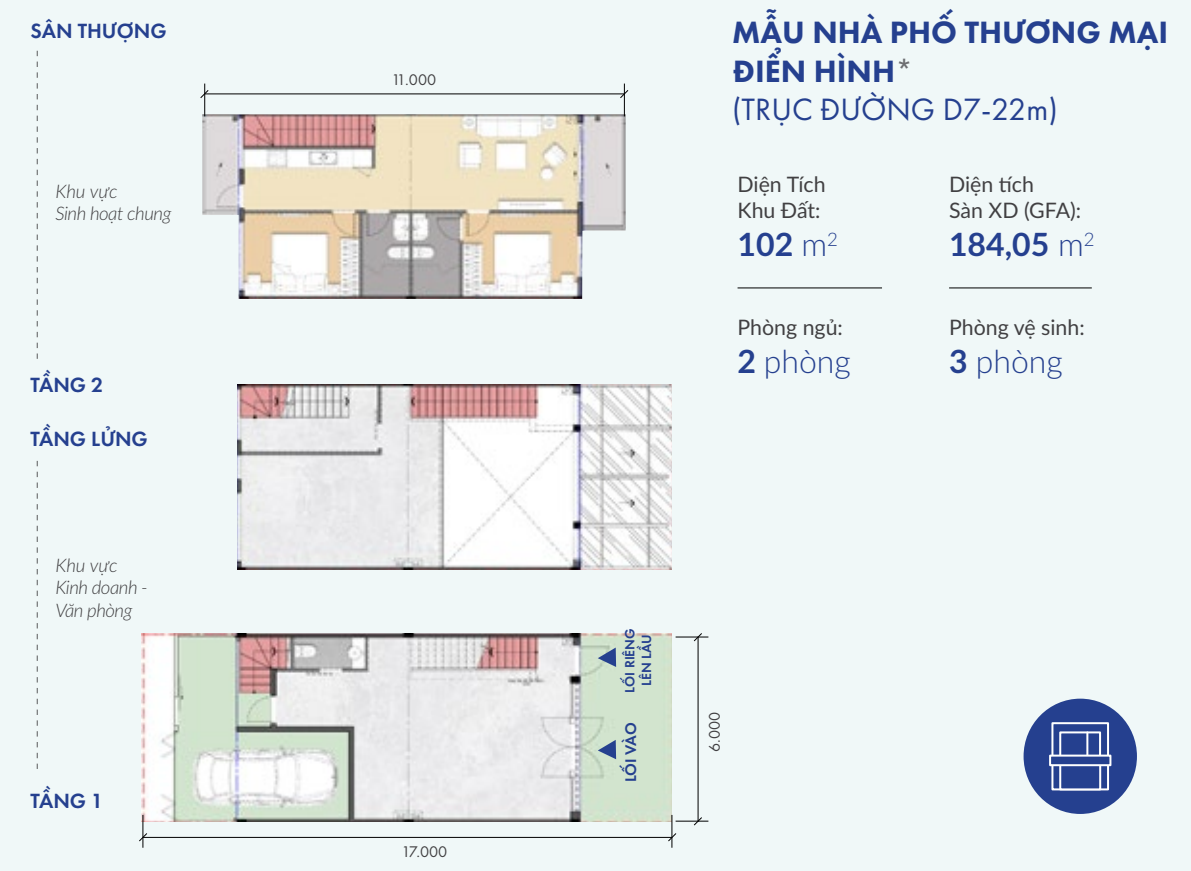 SÂN THƯỢNG
11.000
Khu vực
Sinh hoạt chung
TẦNG 2
TẦNG LỬNG
Khu vực
Kinh doanh -
Văn phòng
LỐI RIÊNG
LÊN LẦU
LỐI VÀO
6.000
TẦNG 1
17.000
MẪU NHÀ PHỐ THƯƠNG MẠI
ĐIỂN HÌNH*
(TRỤC ĐƯỜNG D7-22m)
Diện Tích
Khu Đất:
102 m²
Diện tích
Sàn XD (GFA):
184,05 m²
Phòng ngủ:
2 phòng
Phòng vệ sinh:
3 phòng